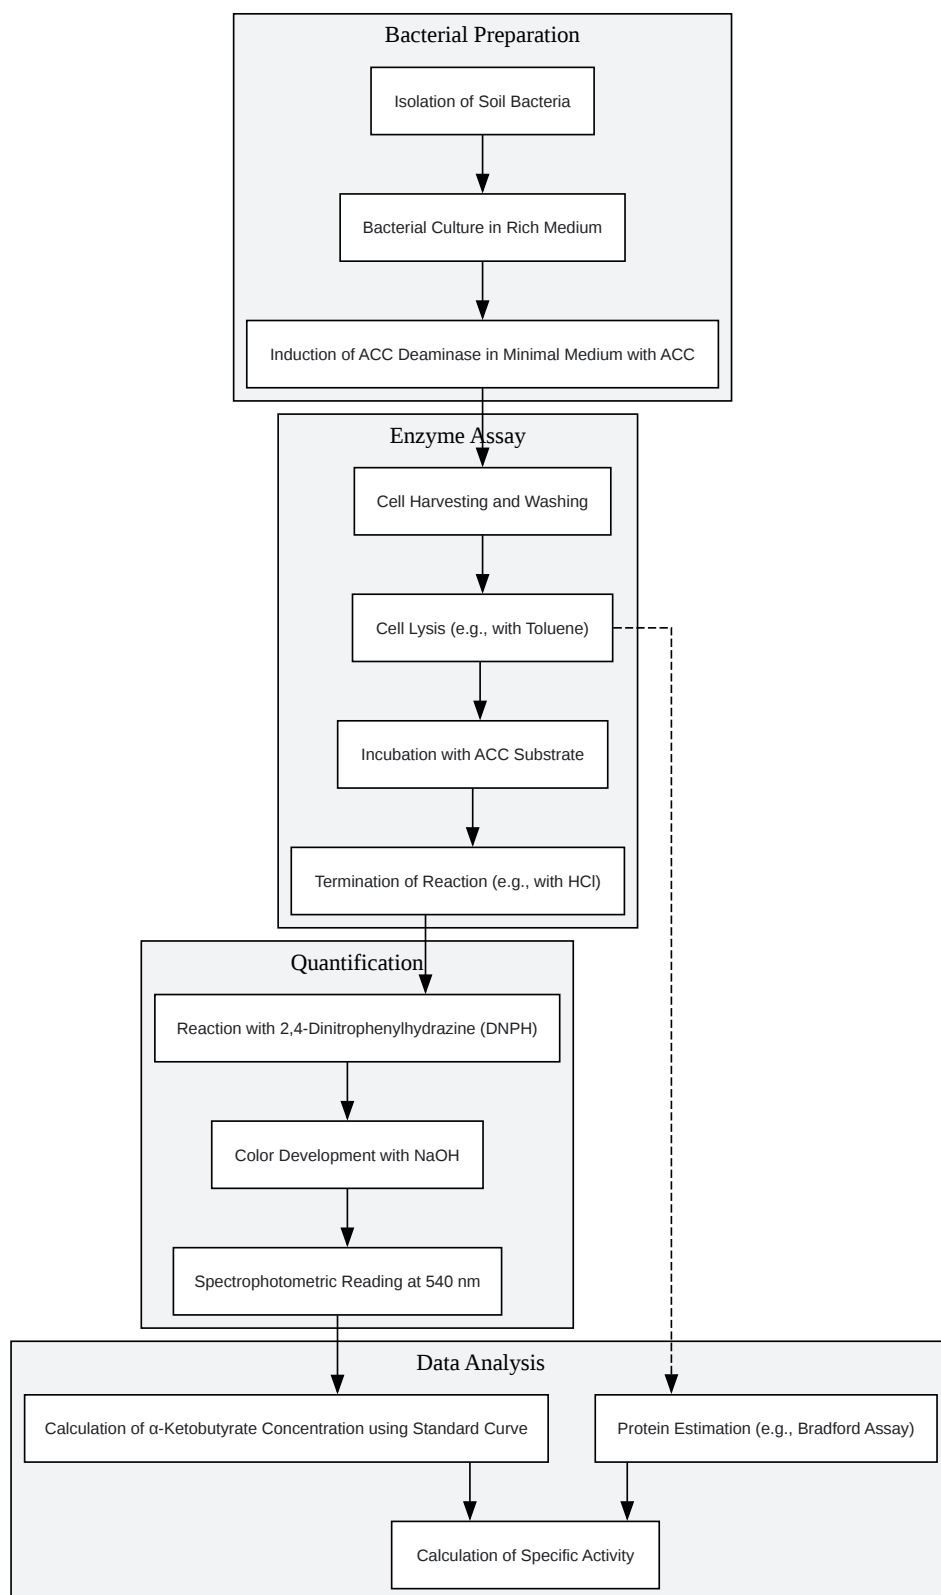 Bacterial Preparation
Isolation of Soil Bacteria
Bacterial Culture in Rich Medium
Induction of ACC Deaminase in Minimal Medium with ACC
Enzyme Assay
Cell Harvesting and Washing
Cell Lysis (e.g., with Toluene)
Incubation with ACC Substrate
Termination of Reaction (e.g., with HCl)
Quantification
Reaction with 2,4-Dinitrophenylhydrazine (DNPH)
Color Development with NaOH
Spectrophotometric Reading at 540 nm
Data Analysis
Calculation of α-Ketobutyrate Concentration using Standard Curve
Protein Estimation (e.g., Bradford Assay)
Calculation of Specific Activity